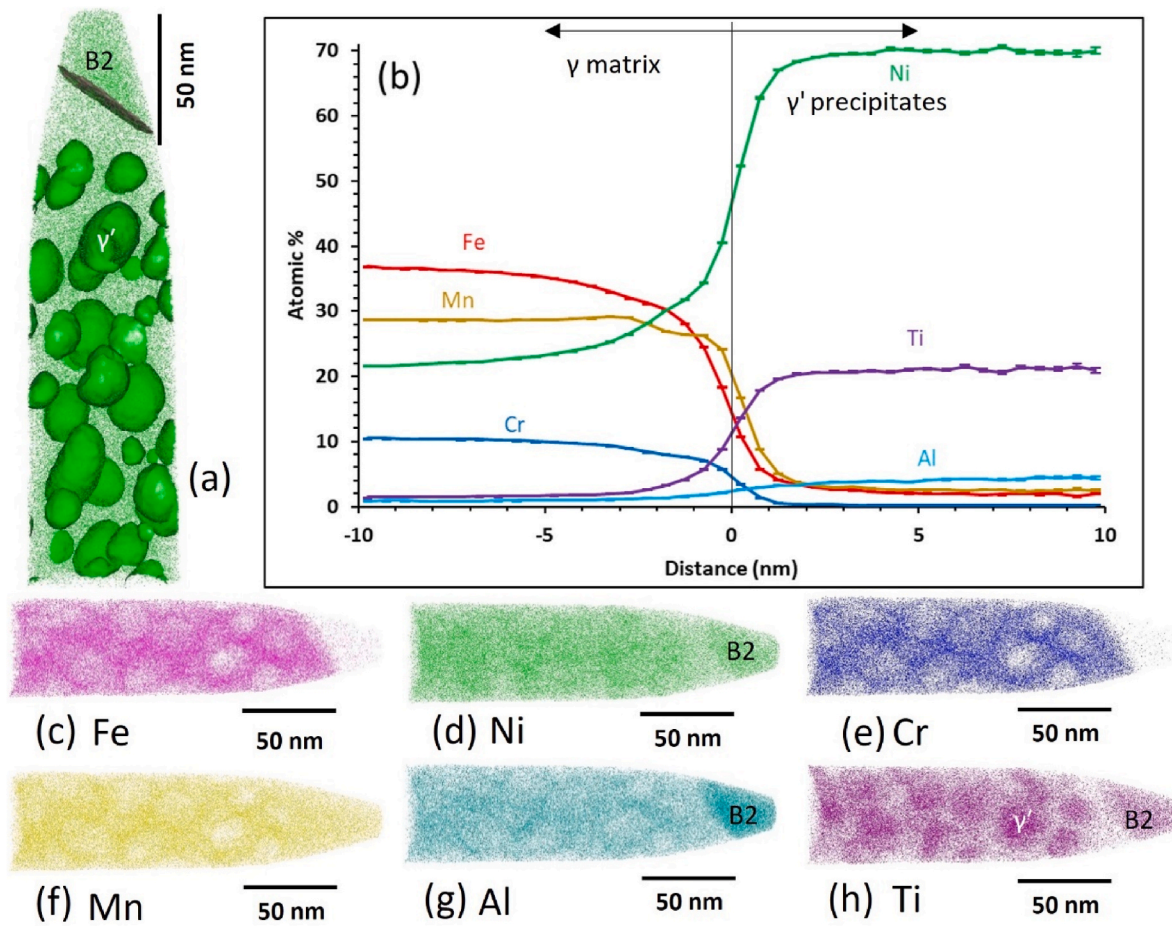 B2
50 nm
γ'
(a)
(b)
γ matrix
γ' precipitates
Ni
Fe
Mn
Ti
Cr
Al
Atomic %
70
60
50
40
30
20
10
0
-10 -5 0 5 10
Distance (nm)
(c) Fe
50 nm
B2
(d) Ni
50 nm
B2
(e) Cr
50 nm
(f) Mn
50 nm
B2
(g) Al
50 nm
γ' B2
(h) Ti
50 nm